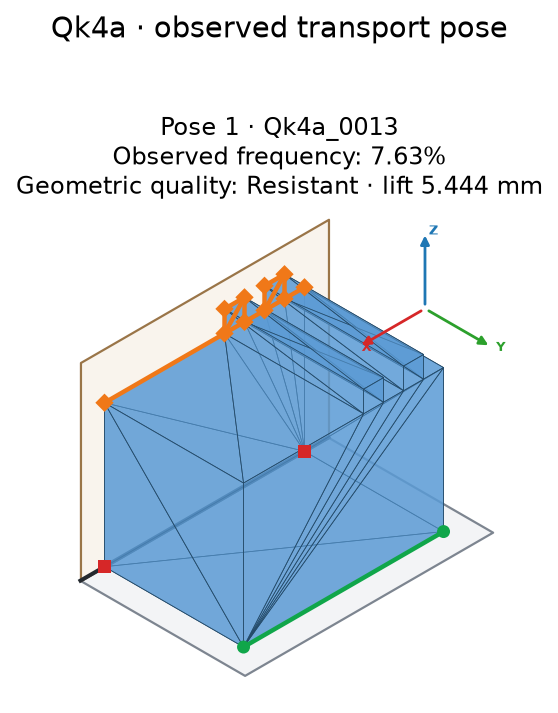 Qk4a · observed transport pose
Pose 1 · Qk4a_0013
Observed frequency: 7.63%
Geometric quality: Resistant · lift 5.444 mm
Z
X
Y